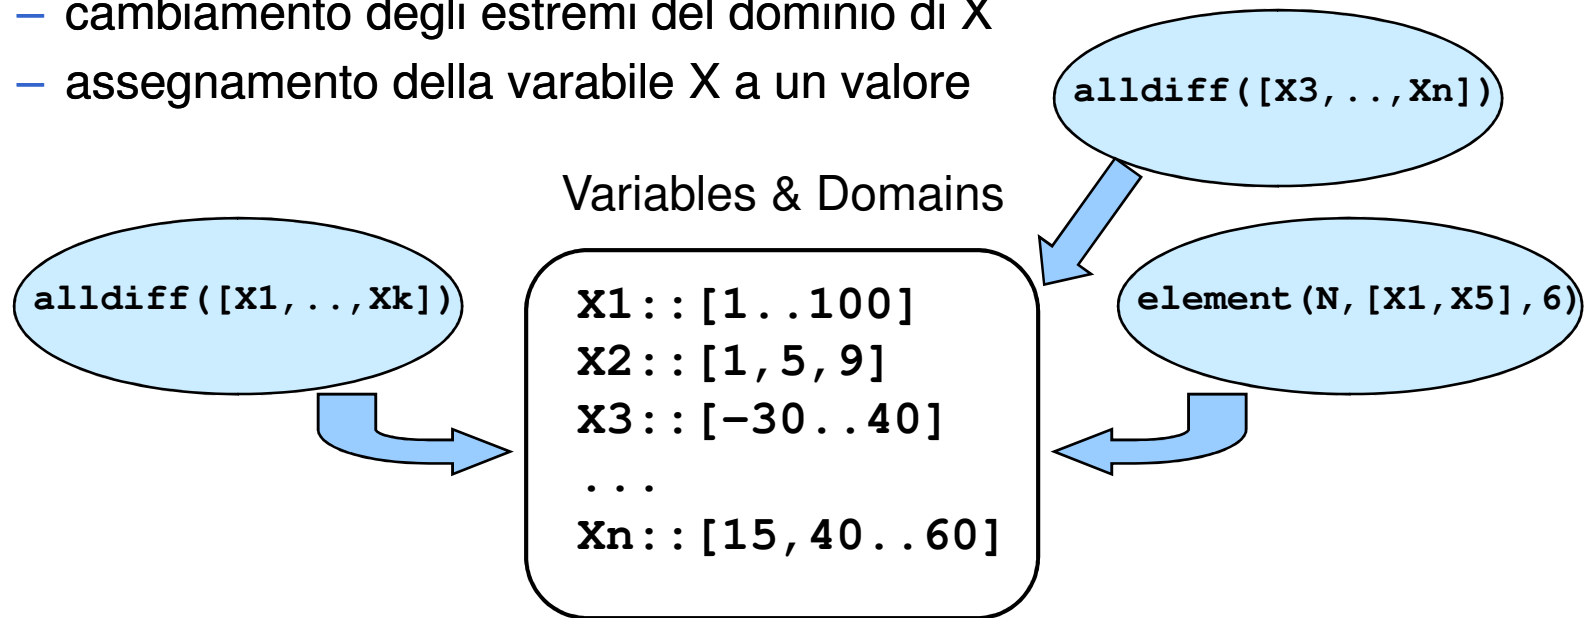 – cambiamento degli estremi del dominio di X
– assegnamento della varabile X a un valore
alldiff([X3,..,Xn])
Variables & Domains
alldiff([X1,..,Xk])
element(N,[X1,X5],6)
X1::[1..100]
X2::[1,5,9]
X3::[-30..40]
...
Xn::[15,40..60]